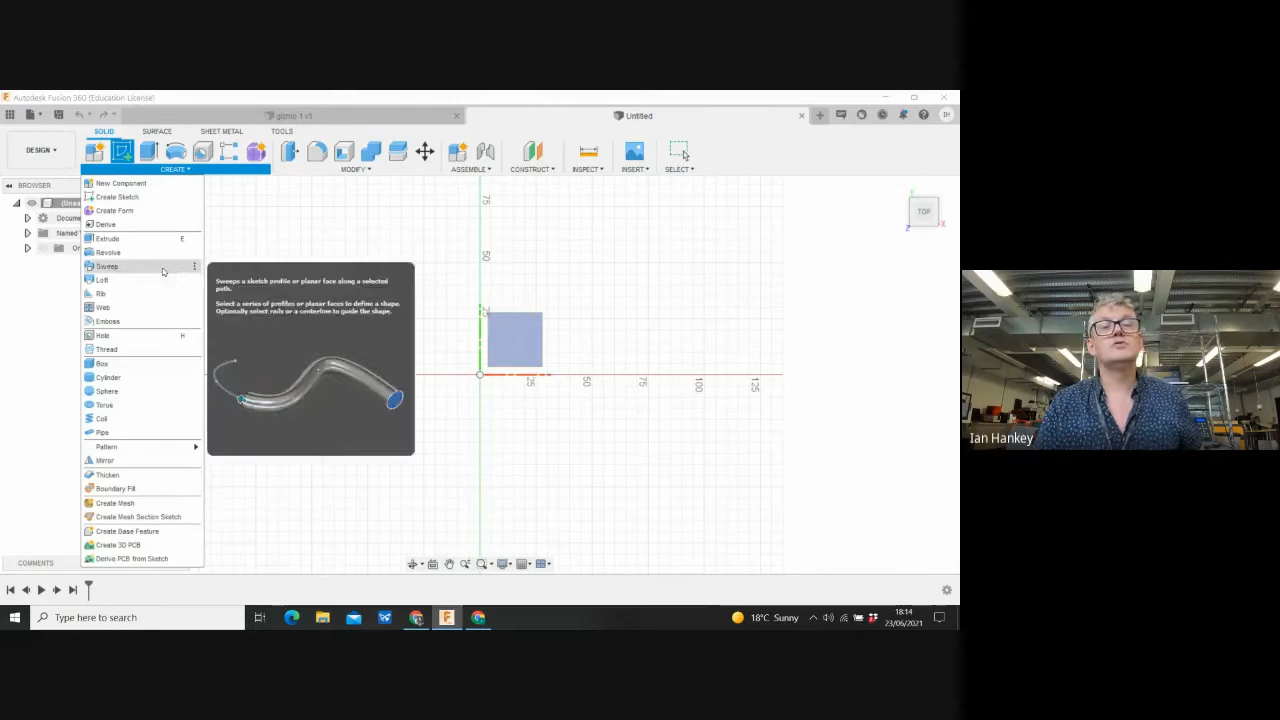 Autodesk Fusion 360 (Education License)
gizmo 1 v1
Untitled
IH
SOLID SURFACE SHEET METAL TOOLS
DESIGN
CREATE MODIFY ASSEMBLE CONSTRUCT INSPECT INSERT SELECT
BROWSER
(Unsa
Docume
Named
Or
New Component
Create Sketch
Create Form
Derive
Extrude E
Revolve
Sweep
Loft
Rib
Web
Emboss
Hole H
Thread
Box
Cylinder
Sphere
Torus
Coil
Pipe
Pattern
Mirror
Thicken
Boundary Fill
Create Mesh
Create Mesh Section Sketch
Create Base Feature
Create 3D PCB
Derive PCB from Sketch
Sweeps a sketch profile or planar face along a selected
path.
Select a series of profiles or planar faces to define a shape.
Optionally select rails or a centerline to guide the shape.
75
50
25
25 50 75 100 125
Y
TOP
X
Z
Ian Hankey
COMMENTS
Type here to search
18°C Sunny
18:14
23/06/2021